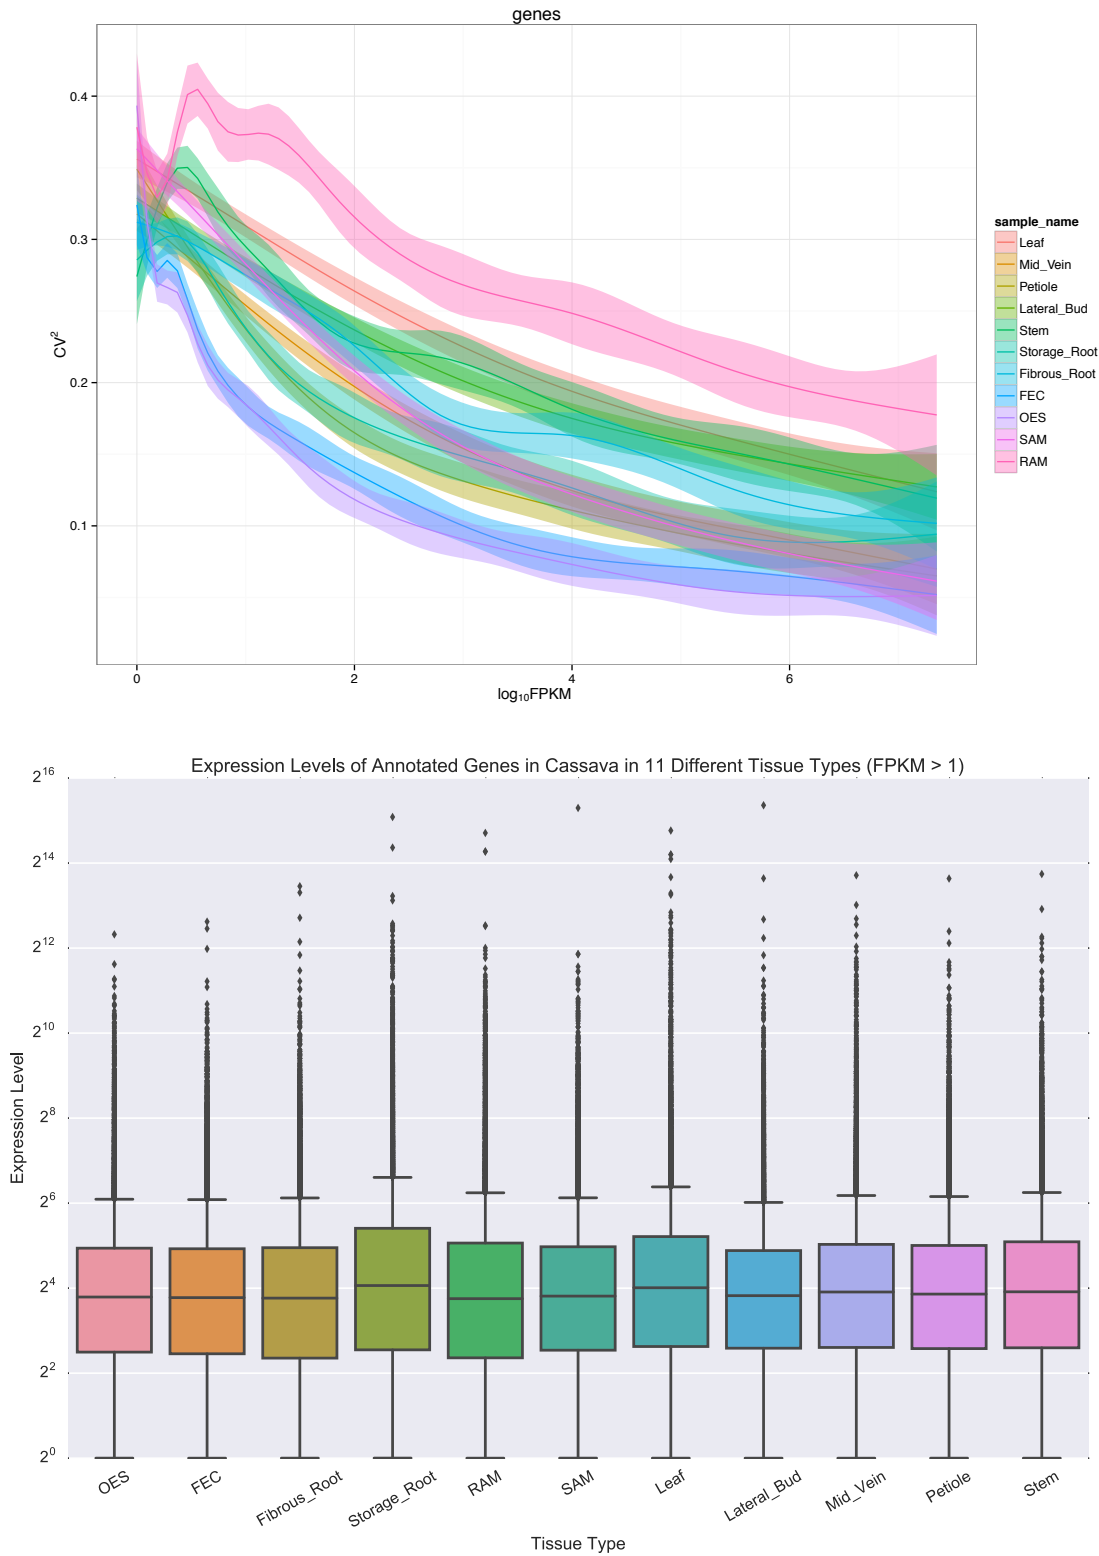 genes
0.4
0.3
0.2
0.1
CV²
0 2 4 6
log₁₀FPKM
sample_name
Leaf
Mid_Vein
Petiole
Lateral_Bud
Stem
Storage_Root
Fibrous_Root
FEC
OES
SAM
RAM
Expression Levels of Annotated Genes in Cassava in 11 Different Tissue Types (FPKM > 1)
2¹⁶
2¹⁴
2¹²
2¹⁰
2⁸
2⁶
2⁴
2²
2⁰
Expression Level
OES FEC Fibrous_Root Storage_Root RAM SAM Leaf Lateral_Bud Mid_Vein Petiole Stem
Tissue Type